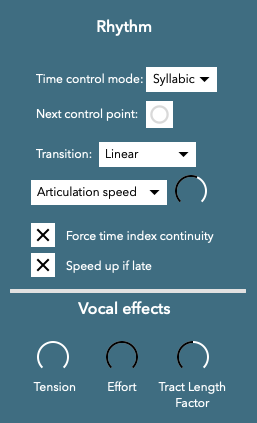 Rhythm
Time control mode: Syllabic
Next control point:
Transition: Linear
Articulation speed
Force time index continuity
Speed up if late
Vocal effects
Tension Effort Tract Length
Factor